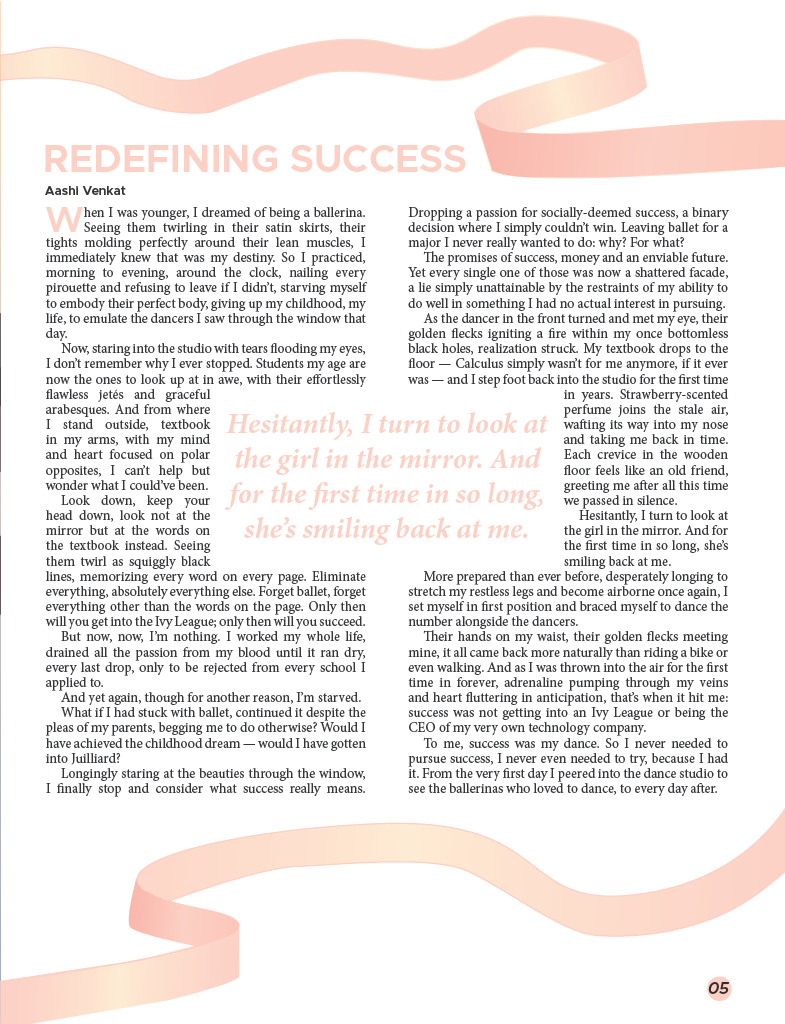 REDEFINING SUCCESS
Aashi Venkat
When I was younger, I dreamed of being a ballerina.
Seeing them twirling in their satin skirts, their
tights molding perfectly around their lean muscles, I
immediately knew that was my destiny. So I practiced,
morning to evening, around the clock, nailing every
pirouette and refusing to leave if I didn't, starving myself
to embody their perfect body, giving up my childhood, my
life, to emulate the dancers I saw through the window that
day.
Now, staring into the studio with tears flooding my eyes,
I don't remember why I ever stopped. Students my age are
now the ones to look up at in awe, with their effortlessly
flawless jetés and graceful
arabesques. And from where
I stand outside, textbook
in my arms, with my mind
and heart focused on polar
opposites, I can't help but
wonder what I could've been.
Look down, keep your
head down, look not at the
mirror but at the words on
the textbook instead. Seeing
them twirl as squiggly black
lines, memorizing every word on every page. Eliminate
everything, absolutely everything else. Forget ballet, forget
everything other than the words on the page. Only then
will you get into the Ivy League; only then will you succeed.
But now, now, I'm nothing. I worked my whole life,
drained all the passion from my blood until it ran dry,
every last drop, only to be rejected from every school I
applied to.
And yet again, though for another reason, I'm starved.
What if I had stuck with ballet, continued it despite the
pleas of my parents, begging me to do otherwise? Would I
have achieved the childhood dream — would I have gotten
into Juilliard?
Longingly staring at the beauties through the window,
I finally stop and consider what success really means.
Hesitantly, I turn to look at
the girl in the mirror. And
for the first time in so long,
she's smiling back at me.
Dropping a passion for socially-deemed success, a binary
decision where I simply couldn't win. Leaving ballet for a
major I never really wanted to do: why? For what?
The promises of success, money and an enviable future.
Yet every single one of those was now a shattered facade,
a lie simply unattainable by the restraints of my ability to
do well in something I had no actual interest in pursuing.
As the dancer in the front turned and met my eye, their
golden flecks igniting a fire within my once bottomless
black holes, realization struck. My textbook drops to the
floor — Calculus simply wasn't for me anymore, if it ever
was — and I step foot back into the studio for the first time
in years. Strawberry-scented
perfume joins the stale air,
wafting its way into my nose
and taking me back in time.
Each crevice in the wooden
floor feels like an old friend,
greeting me after all this time
we passed in silence.
Hesitantly, I turn to look at
the girl in the mirror. And for
the first time in so long, she's
smiling back at me.
More prepared than ever before, desperately longing to
stretch my restless legs and become airborne once again, I
set myself in first position and braced myself to dance the
number alongside the dancers.
Their hands on my waist, their golden flecks meeting
mine, it all came back more naturally than riding a bike or
even walking. And as I was thrown into the air for the first
time in forever, adrenaline pumping through my veins
and heart fluttering in anticipation, that's when it hit me:
success was not getting into an Ivy League or being the
CEO of my very own technology company.
To me, success was my dance. So I never needed to
pursue success, I never even needed to try, because I had
it. From the very first day I peered into the dance studio to
see the ballerinas who loved to dance, to every day after.
05